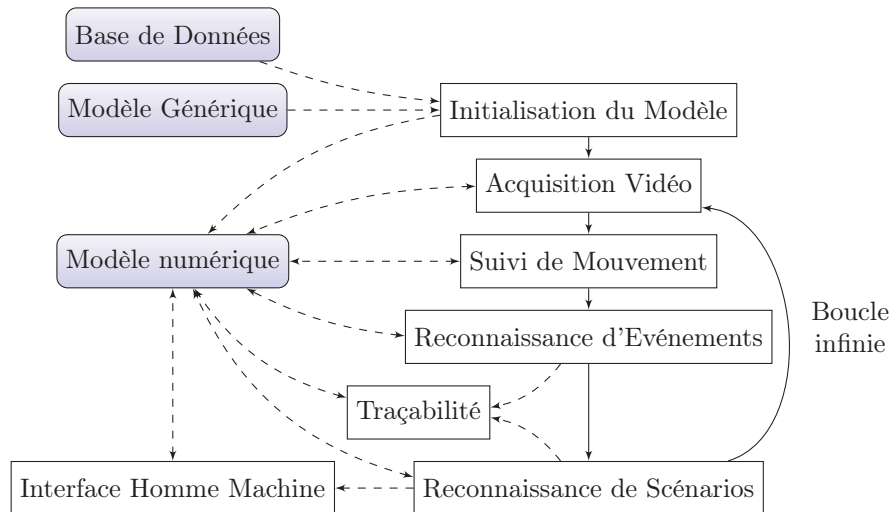 Base de Données
Modèle Générique
Initialisation du Modèle
Acquisition Vidéo
Modèle numérique
Suivi de Mouvement
Boucle
infinie
Reconnaissance d'Evénements
Traçabilité
Interface Homme Machine
Reconnaissance de Scénarios